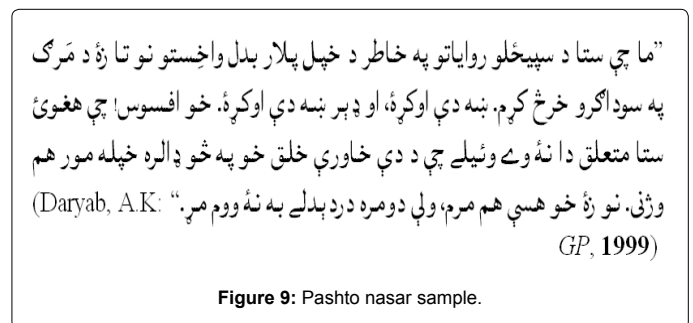 ”ما چې ستا د سپيڅلو روایاتو په خاطر د خپل پلار بدل واخِستو نو تا زۀ د مَرګ
په سوداګرو خرڅ کړم. ښه دې اوکړۀ، او ډېر ښه دې اوکړۀ. خو افسوس! چې هغوئ
ستا متعلق دا نۀ وے وئیلے چې د دې خاورې خلق خو په څو ډالره خپله مور هم
وژنی. نو زۀ خو هسې هم مرم، ولې دومره درد بدلے به نۀ ووم مړ.“ (Daryab, A.K:
GP, 1999)
Figure 9: Pashto nasar sample.